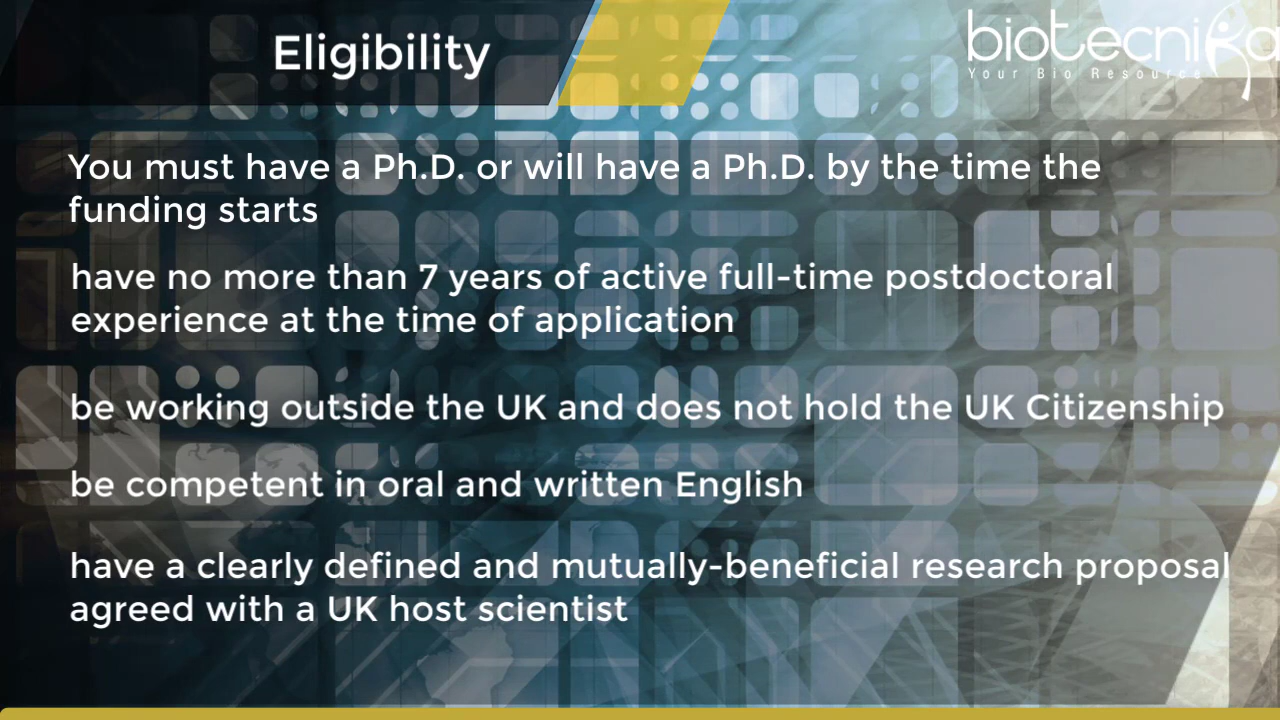 Eligibility
biotecnika
Your Bio Resource
You must have a Ph.D. or will have a Ph.D. by the time the
funding starts
have no more than 7 years of active full-time postdoctoral
experience at the time of application
be working outside the UK and does not hold the UK Citizenship
be competent in oral and written English
have a clearly defined and mutually-beneficial research proposal
agreed with a UK host scientist